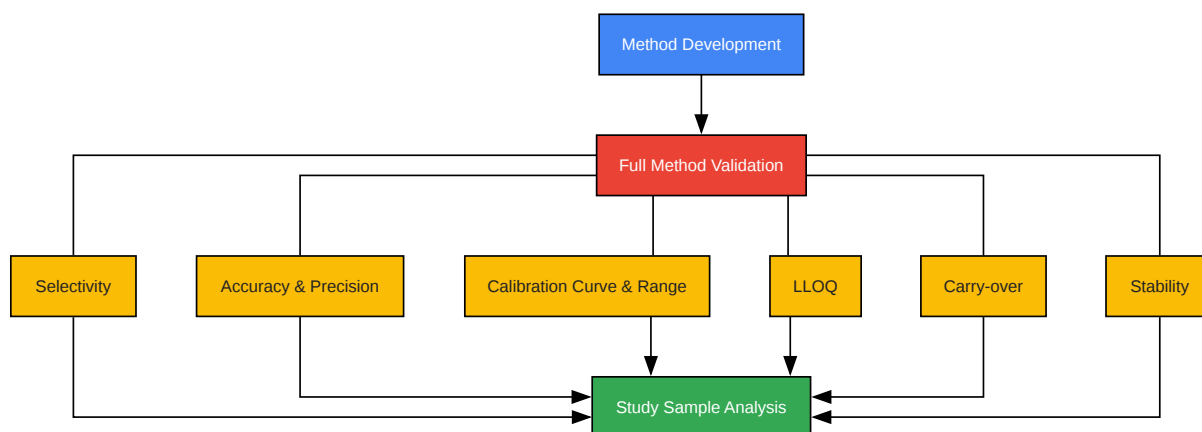 Method Development
Full Method Validation
Selectivity
Accuracy & Precision
Calibration Curve & Range
LLOQ
Carry-over
Stability
Study Sample Analysis